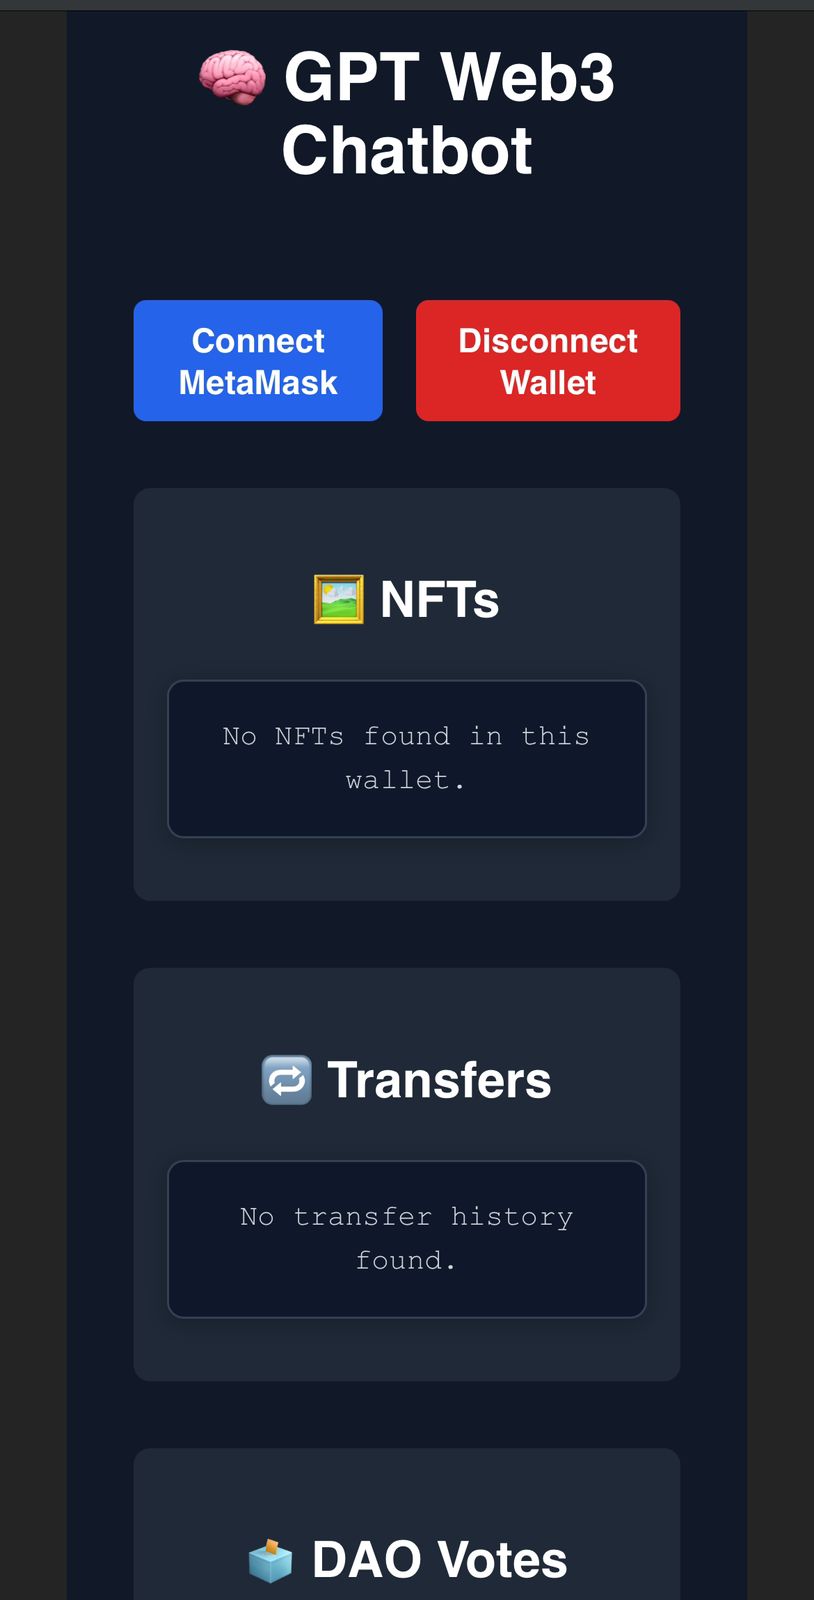 🧠 GPT Web3
Chatbot
Connect
MetaMask
Disconnect
Wallet
🖼️ NFTs
No NFTs found in this
wallet.
🔁 Transfers
No transfer history
found.
🗳️ DAO Votes